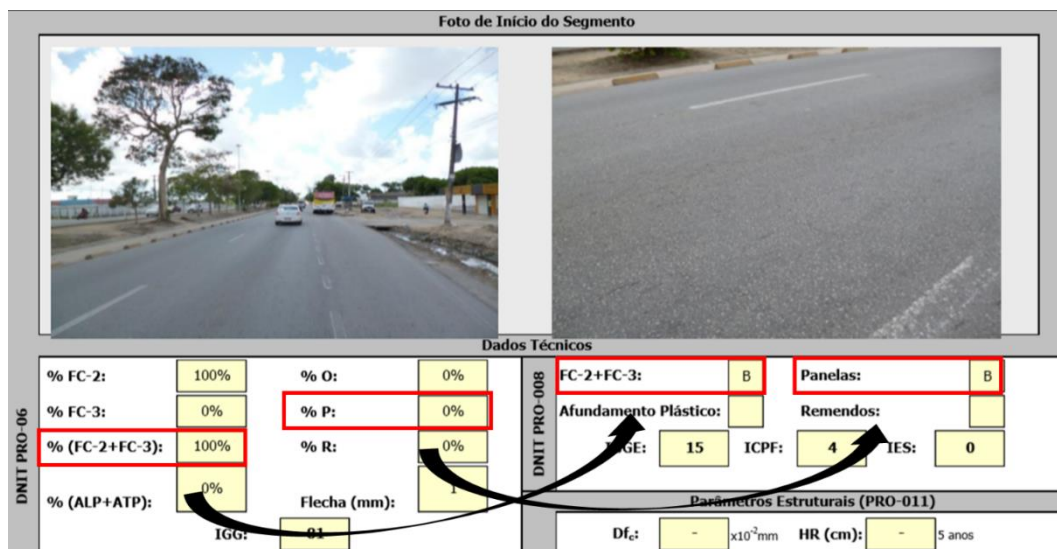 Foto de Início do Segmento
Dados Técnicos
DNIT PRO-06
% FC-2: 100% % O: 0%
% FC-3: 0% % P: 0%
% (FC-2+FC-3): 100% % R: 0%
% (ALP+ATP): 0% Flecha (mm): 1
IGG: 81
DNIT PRO-008
FC-2+FC-3: B Panelas: B
Afundamento Plástico: Remendos:
IGGE: 15 ICPF: 4 IES: 0
Parâmetros Estruturais (PRO-011)
Dfc: - x10⁻²mm HR (cm): - 5 anos